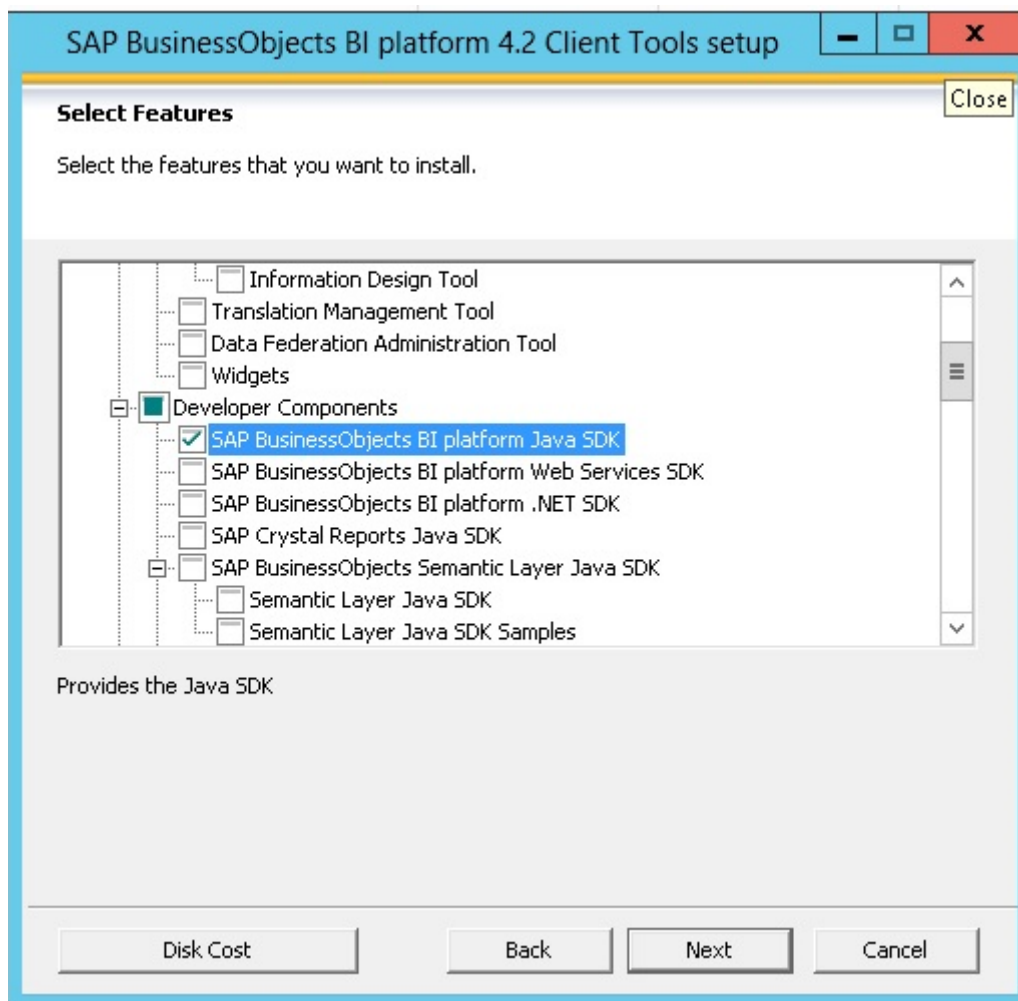 SAP BusinessObjects BI platform 4.2 Client Tools setup
Close
Select Features
Select the features that you want to install.
Information Design Tool
Translation Management Tool
Data Federation Administration Tool
Widgets
Developer Components
SAP BusinessObjects BI platform Java SDK
SAP BusinessObjects BI platform Web Services SDK
SAP BusinessObjects BI platform .NET SDK
SAP Crystal Reports Java SDK
SAP BusinessObjects Semantic Layer Java SDK
Semantic Layer Java SDK
Semantic Layer Java SDK Samples
Provides the Java SDK
Disk Cost Back Next Cancel